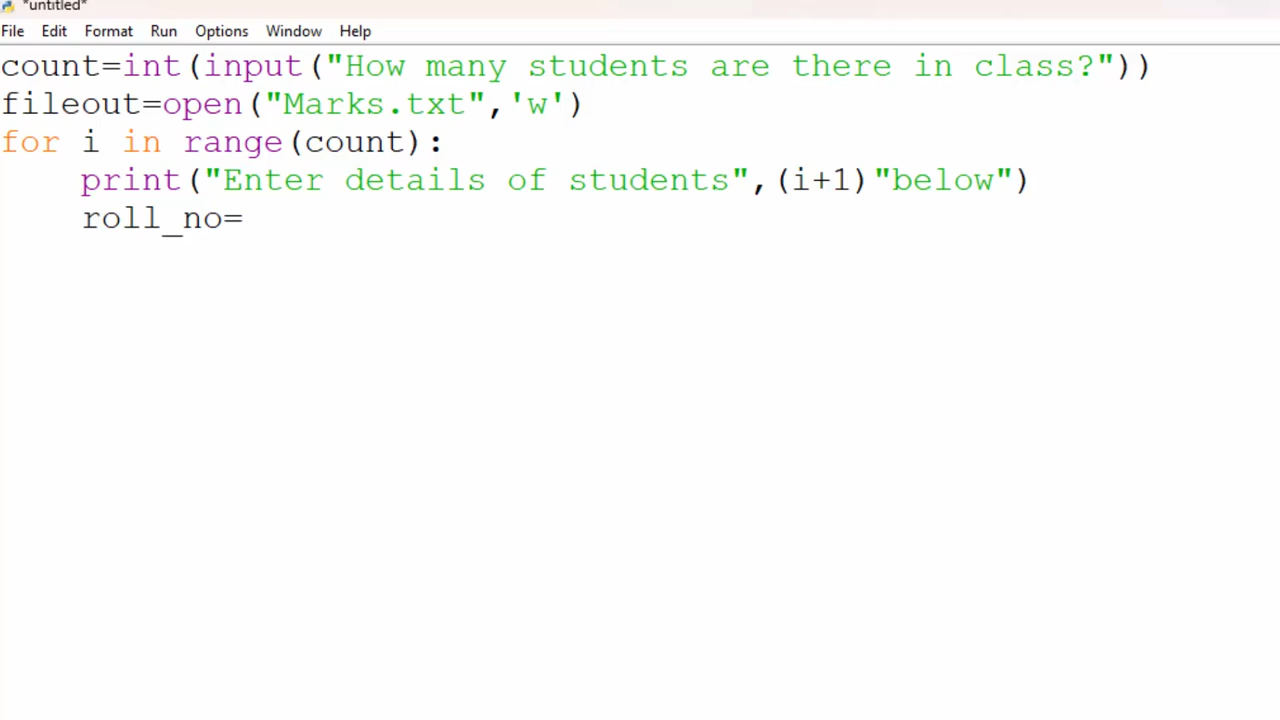 *untitled*
File Edit Format Run Options Window Help
count=int(input("How many students are there in class?"))
fileout=open("Marks.txt",'w')
for i in range(count):
    print("Enter details of students",(i+1)"below")
    roll_no=